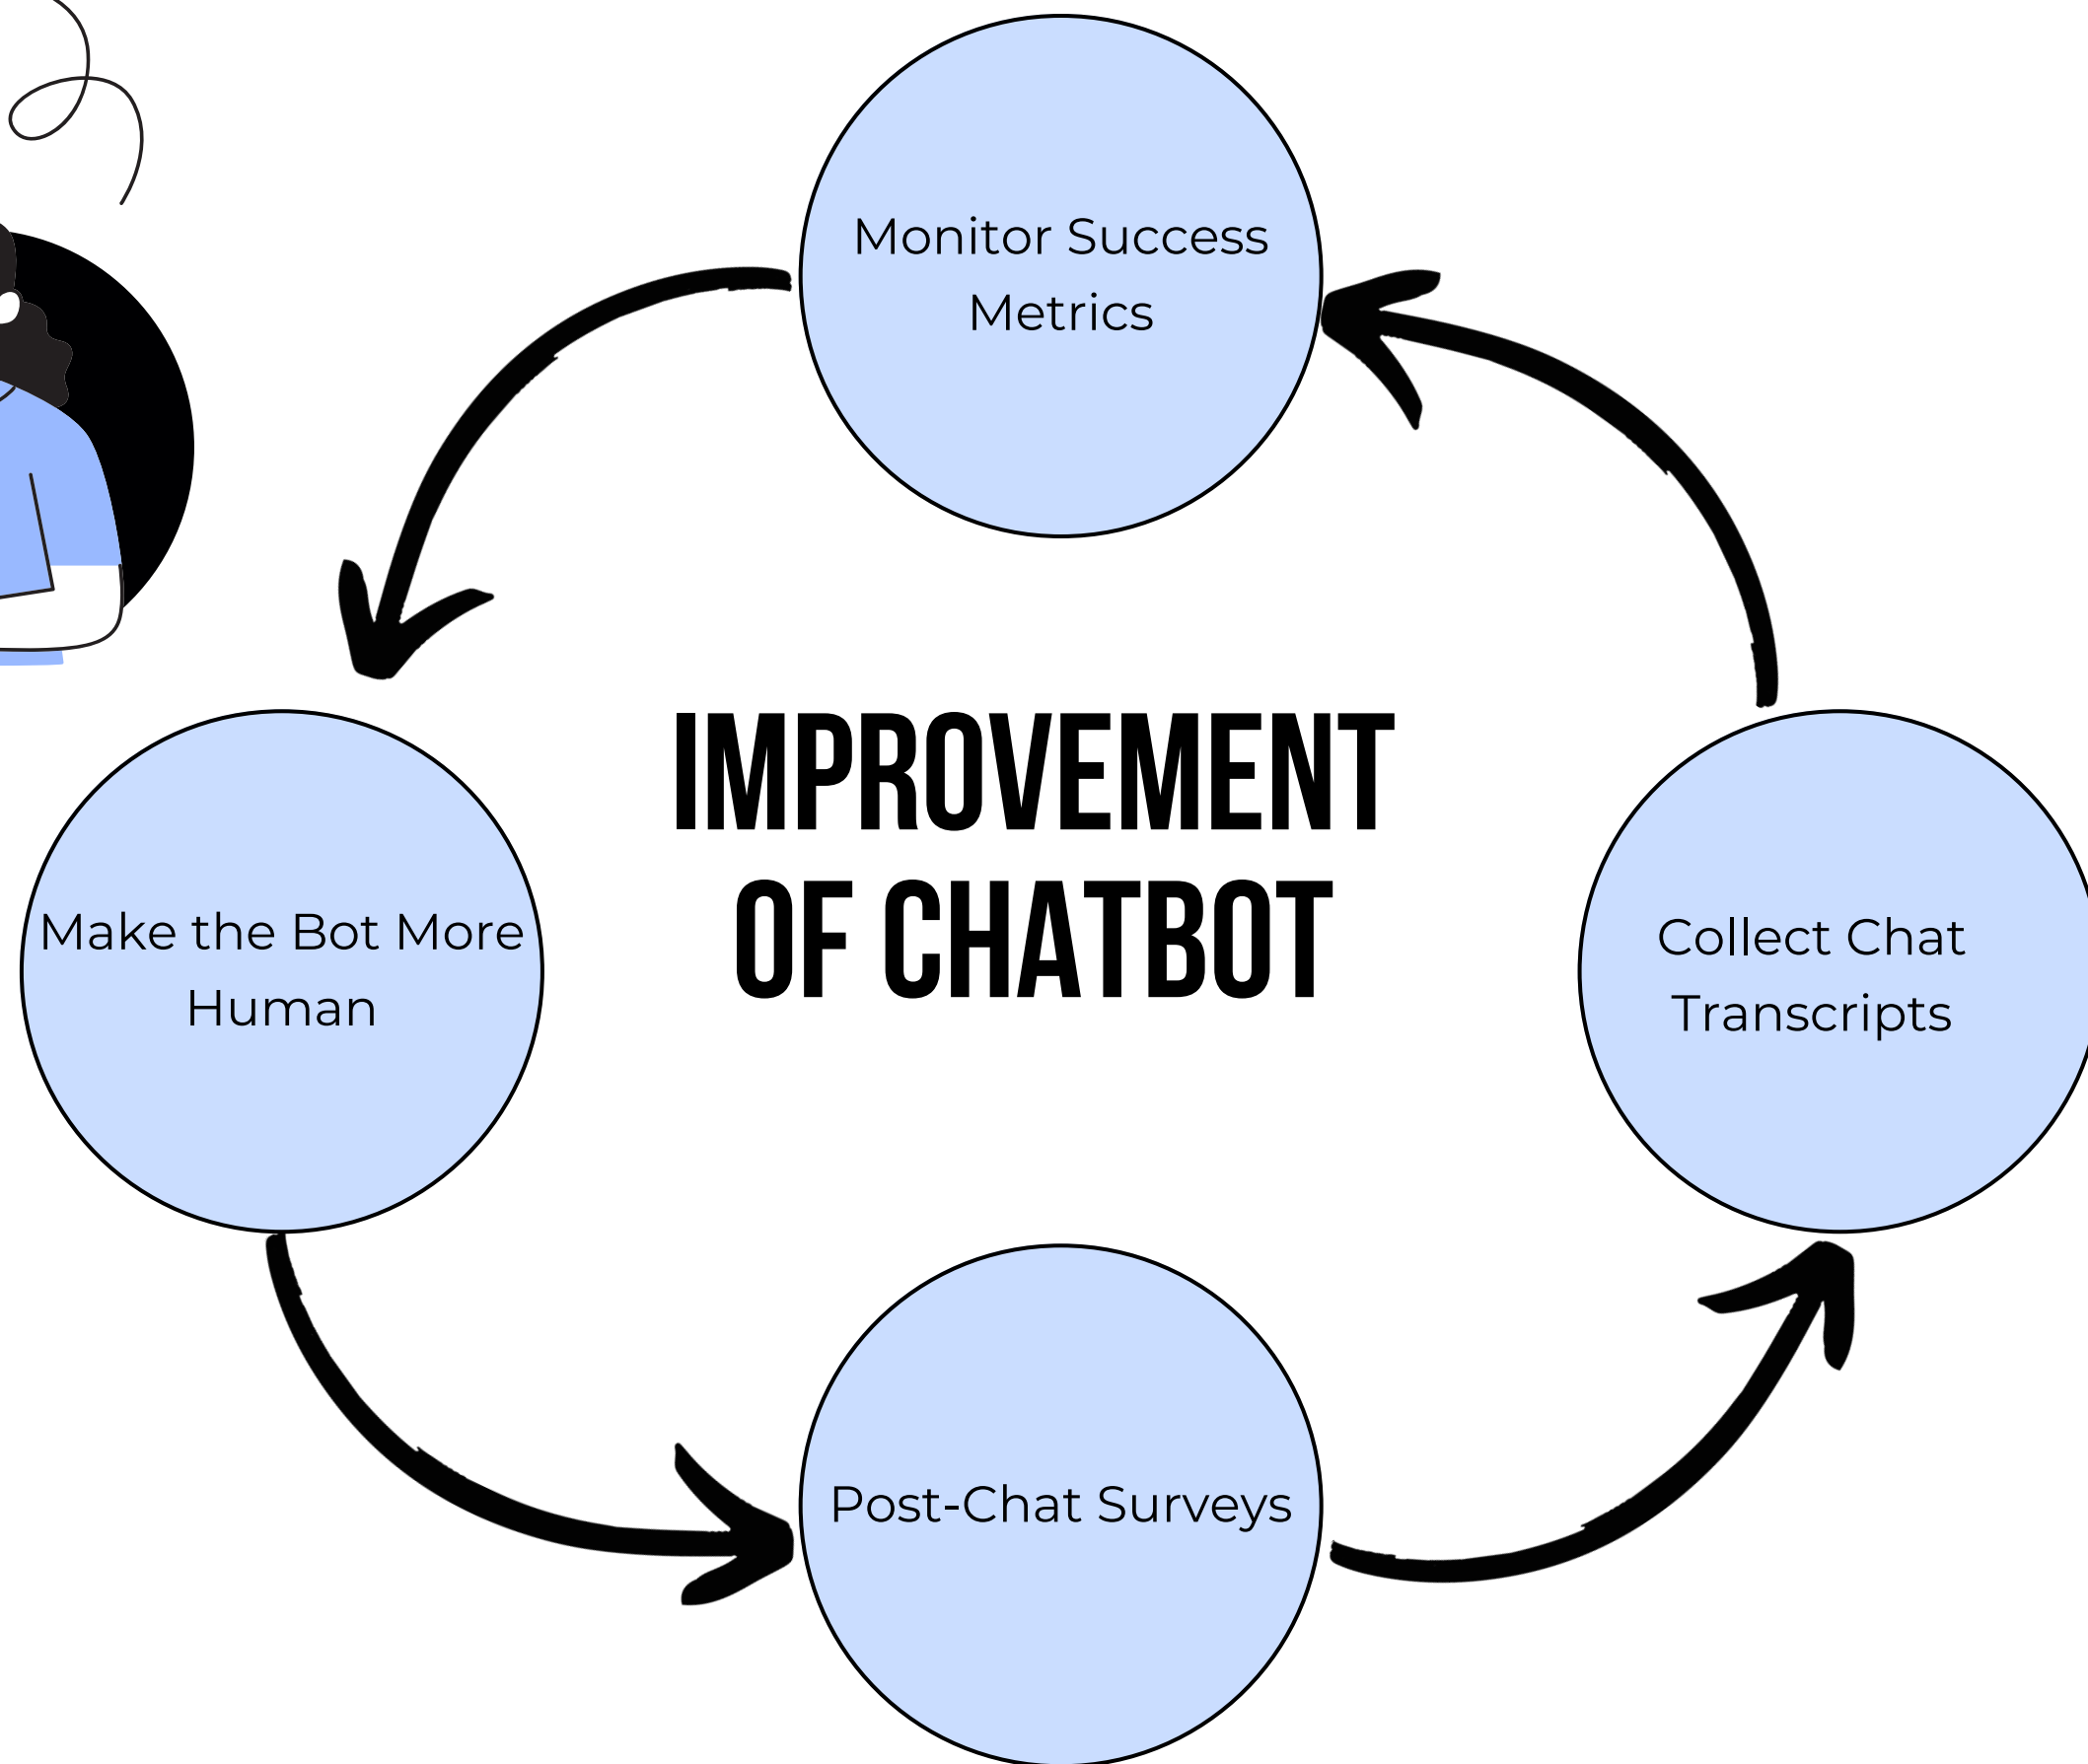 Monitor Success
Metrics
IMPROVEMENT
OF CHATBOT
Make the Bot More
Human
Collect Chat
Transcripts
Post-Chat Surveys